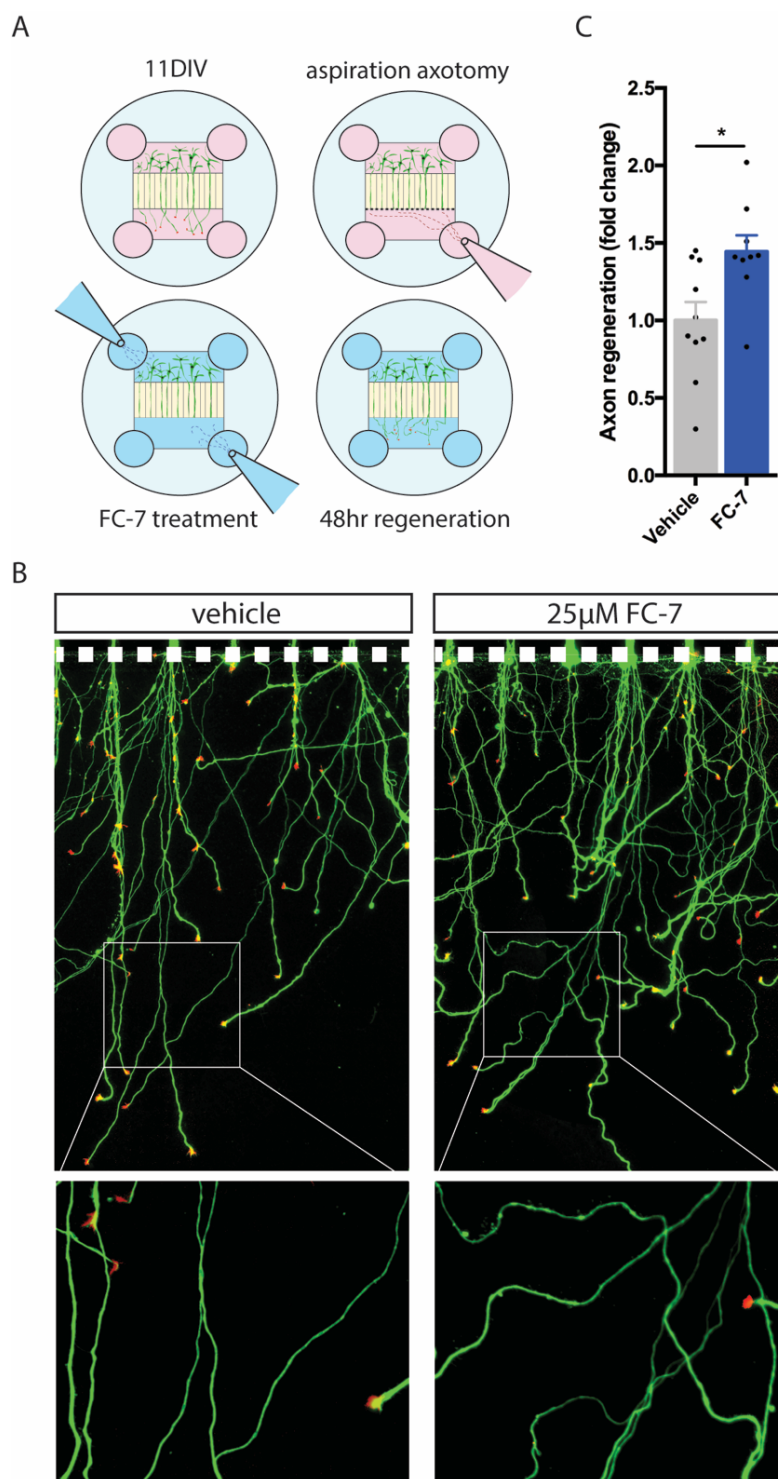 A
11DIV
aspiration axotomy
FC-7 treatment
48hr regeneration
C
Axon regeneration (fold change)
2.5
2.0
1.5
1.0
0.5
0.0
*
Vehicle
FC-7
B
vehicle
25µM FC-7